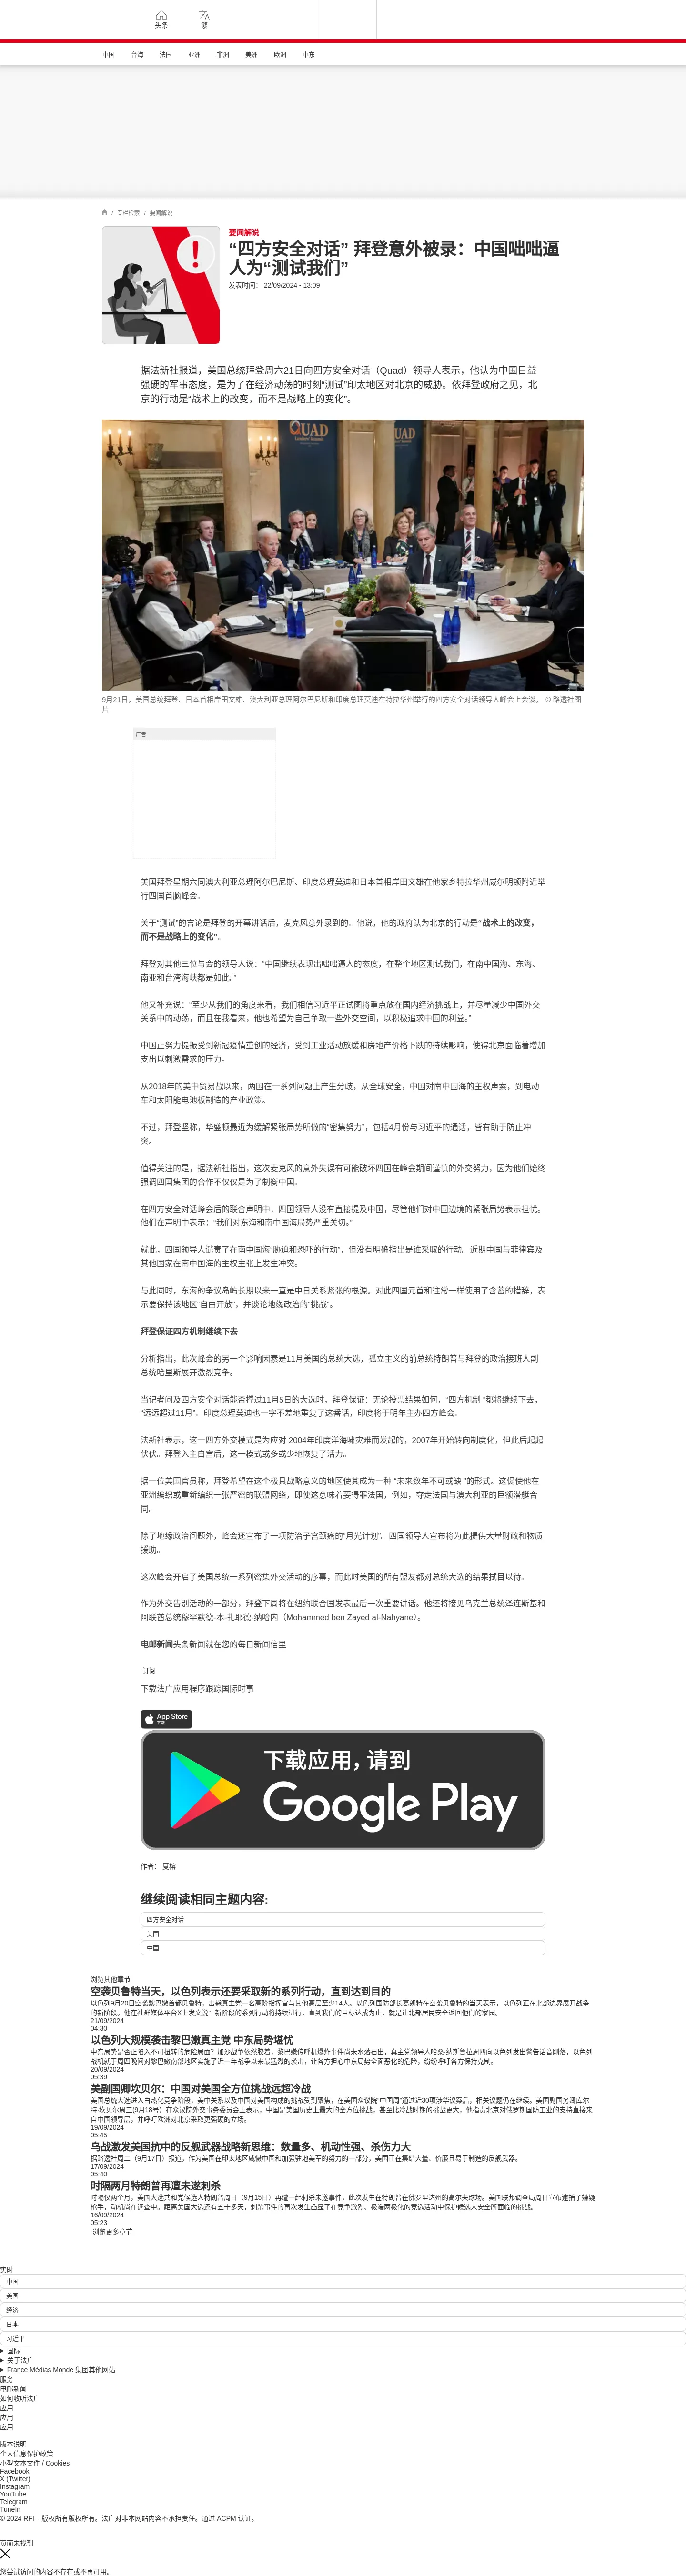 头条
繁
中国 台海 法国 亚洲 非洲 美洲 欧洲 中东
/ 专栏检索 / 要闻解说
要闻解说
“四方安全对话” 拜登意外被录：中国咄咄逼
人为“测试我们”
发表时间： 22/09/2024 - 13:09
据法新社报道，美国总统拜登周六21日向四方安全对话（Quad）领导人表示，他认为中国日益
强硬的军事态度，是为了在经济动荡的时刻“测试”印太地区对北京的威胁。依拜登政府之见，北
京的行动是“战术上的改变，而不是战略上的变化”。
QUAD
QUAD
9月21日，美国总统拜登、日本首相岸田文雄、澳大利亚总理阿尔巴尼斯和印度总理莫迪在特拉华州举行的四方安全对话领导人峰会上会谈。 © 路透社图
片
广告
美国拜登星期六同澳大利亚总理阿尔巴尼斯、印度总理莫迪和日本首相岸田文雄在他家乡特拉华州威尔明顿附近举
行四国首脑峰会。
关于“测试”的言论是拜登的开幕讲话后，麦克风意外录到的。他说，他的政府认为北京的行动是“战术上的改变，
而不是战略上的变化”。
拜登对其他三位与会的领导人说：“中国继续表现出咄咄逼人的态度，在整个地区测试我们，在南中国海、东海、
南亚和台湾海峡都是如此。”
他又补充说：“至少从我们的角度来看，我们相信习近平正试图将重点放在国内经济挑战上，并尽量减少中国外交
关系中的动荡，而且在我看来，他也希望为自己争取一些外交空间，以积极追求中国的利益。”
中国正努力提振受到新冠疫情重创的经济，受到工业活动放缓和房地产价格下跌的持续影响，使得北京面临着增加
支出以刺激需求的压力。
从2018年的美中贸易战以来，两国在一系列问题上产生分歧，从全球安全，中国对南中国海的主权声索，到电动
车和太阳能电池板制造的产业政策。
不过，拜登坚称，华盛顿最近为缓解紧张局势所做的“密集努力”，包括4月份与习近平的通话，皆有助于防止冲
突。
值得关注的是，据法新社指出，这次麦克风的意外失误有可能破坏四国在峰会期间谨慎的外交努力，因为他们始终
强调四国集团的合作不仅仅是为了制衡中国。
在四方安全对话峰会后的联合声明中，四国领导人没有直接提及中国，尽管他们对中国边境的紧张局势表示担忧。
他们在声明中表示：“我们对东海和南中国海局势严重关切。”
就此，四国领导人谴责了在南中国海“胁迫和恐吓的行动”，但没有明确指出是谁采取的行动。近期中国与菲律宾及
其他国家在南中国海的主权主张上发生冲突。
与此同时，东海的争议岛屿长期以来一直是中日关系紧张的根源。对此四国元首和往常一样使用了含蓄的措辞，表
示要保持该地区“自由开放”，并谈论地缘政治的“挑战”。
拜登保证四方机制继续下去
分析指出，此次峰会的另一个影响因素是11月美国的总统大选，孤立主义的前总统特朗普与拜登的政治接班人副
总统哈里斯展开激烈竞争。
当记者问及四方安全对话能否撑过11月5日的大选时，拜登保证：无论投票结果如何，“四方机制 ”都将继续下去，
“远远超过11月”。印度总理莫迪也一字不差地重复了这番话，印度将于明年主办四方峰会。
法新社表示，这一四方外交模式是为应对 2004年印度洋海啸灾难而发起的，2007年开始转向制度化，但此后起起
伏伏。拜登入主白宫后，这一模式或多或少地恢复了活力。
据一位美国官员称，拜登希望在这个极具战略意义的地区使其成为一种 “未来数年不可或缺 ”的形式。这促使他在
亚洲编织或重新编织一张严密的联盟网络，即使这意味着要得罪法国，例如，夺走法国与澳大利亚的巨额潜艇合
同。
除了地缘政治问题外，峰会还宣布了一项防治子宫颈癌的“月光计划”。四国领导人宣布将为此提供大量财政和物质
援助。
这次峰会开启了美国总统一系列密集外交活动的序幕，而此时美国的所有盟友都对总统大选的结果拭目以待。
作为外交告别活动的一部分，拜登下周将在纽约联合国发表最后一次重要讲话。他还将接见乌克兰总统泽连斯基和
阿联酋总统穆罕默德-本-扎耶德-纳哈内（Mohammed ben Zayed al-Nahyane）。
电邮新闻头条新闻就在您的每日新闻信里
订阅
下载法广应用程序跟踪国际时事
App Store
下载
下载应用，请到
Google Play
作者： 夏榕
继续阅读相同主题内容:
四方安全对话
美国
中国
浏览其他章节
空袭贝鲁特当天，以色列表示还要采取新的系列行动，直到达到目的
以色列9月20日空袭黎巴嫩首都贝鲁特，击毙真主党一名高阶指挥官与其他高层至少14人。以色列国防部长葛朗特在空袭贝鲁特的当天表示，以色列正在北部边界展开战争
的新阶段。他在社群媒体平台X上发文说：新阶段的系列行动将持续进行，直到我们的目标达成为止，就是让北部居民安全返回他们的家园。
21/09/2024
04:30
以色列大规模袭击黎巴嫩真主党 中东局势堪忧
中东局势是否正陷入不可扭转的危险局面？加沙战争依然胶着，黎巴嫩传呼机爆炸事件尚未水落石出，真主党领导人哈桑·纳斯鲁拉周四向以色列发出警告话音刚落，以色列
战机就于周四晚间对黎巴嫩南部地区实施了近一年战争以来最猛烈的袭击，让各方担心中东局势全面恶化的危险，纷纷呼吁各方保持克制。
20/09/2024
05:39
美副国卿坎贝尔：中国对美国全方位挑战远超冷战
美国总统大选进入白热化竞争阶段，美中关系以及中国对美国构成的挑战受到聚焦，在美国众议院“中国周”通过近30项涉华议案后，相关议题仍在继续。美国副国务卿库尔
特·坎贝尔周三(9月18号）在众议院外交事务委员会上表示，中国是美国历史上最大的全方位挑战，甚至比冷战时期的挑战更大，他指责北京对俄罗斯国防工业的支持直接来
自中国领导层，并呼吁欧洲对北京采取更强硬的立场。
19/09/2024
05:45
乌战激发美国抗中的反舰武器战略新思维：数量多、机动性强、杀伤力大
据路透社周二（9月17日）报道，作为美国在印太地区威慑中国和加强驻地美军的努力的一部分，美国正在集结大量、价廉且易于制造的反舰武器。
17/09/2024
05:40
时隔两月特朗普再遭未遂刺杀
时隔仅两个月，美国大选共和党候选人特朗普周日（9月15日）再遭一起刺杀未遂事件，此次发生在特朗普在佛罗里达州的高尔夫球场。美国联邦调查局周日宣布逮捕了嫌疑
枪手，动机尚在调查中。距离美国大选还有五十多天，刺杀事件的再次发生凸显了在竞争激烈、极端两极化的竞选活动中保护候选人安全所面临的挑战。
16/09/2024
05:23
浏览更多章节
实时
中国
美国
经济
日本
习近平
国际
关于法广
France Médias Monde 集团其他网站
服务
电邮新闻
如何收听法广
应用
应用
应用
版本说明
个人信息保护政策
小型文本文件 / Cookies
Facebook
X (Twitter)
Instagram
YouTube
Telegram
TuneIn
© 2024 RFI – 版权所有版权所有。法广对非本网站内容不承担责任。通过 ACPM 认证。
页面未找到
您尝试访问的内容不存在或不再可用。